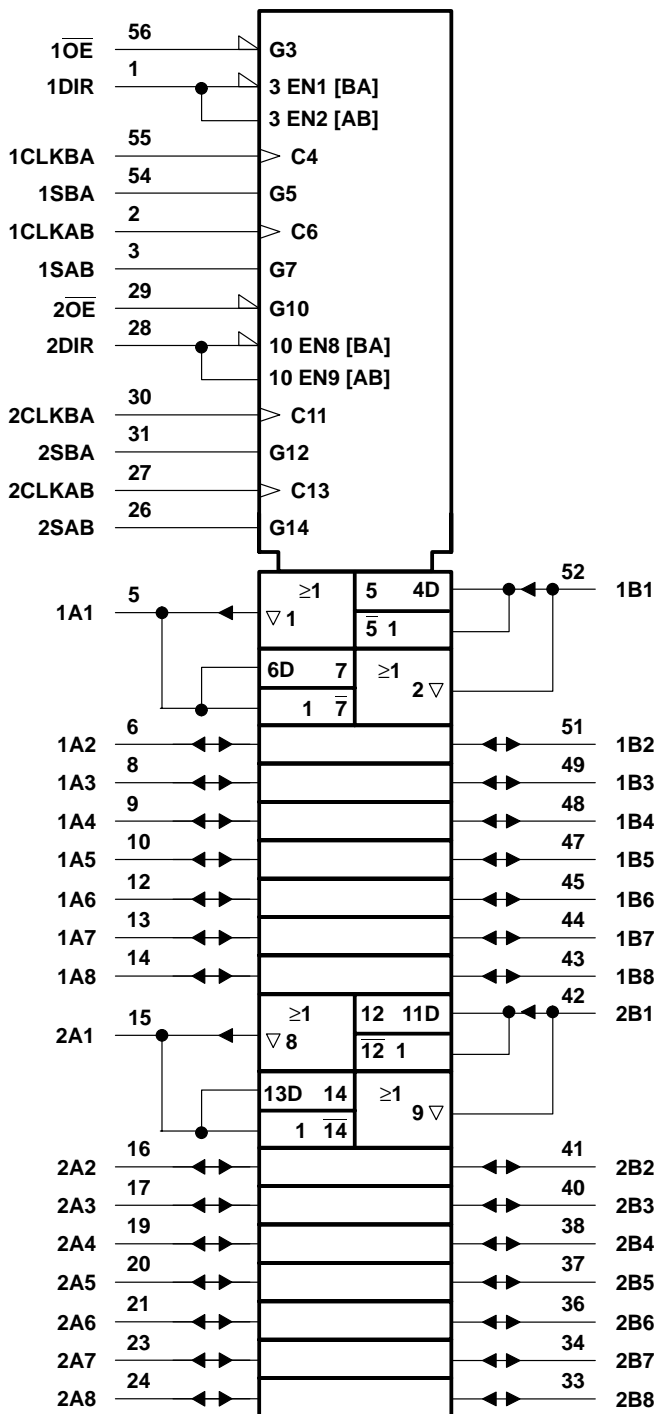 56
1O̅E̅ G3
1
1DIR 3 EN1 [BA]
3 EN2 [AB]
55
1CLKBA C4
54
1SBA G5
2
1CLKAB C6
3
1SAB G7
29
2O̅E̅ G10
28
2DIR 10 EN8 [BA]
10 EN9 [AB]
30
2CLKBA C11
31
2SBA G12
27
2CLKAB C13
26
2SAB G14
5 ≥1 5 4D 52
1A1 ▽ 1 5̅ 1 1B1
6D 7 ≥1
1 7̅ 2 ▽
6 51
1A2 1B2
8 49
1A3 1B3
9 48
1A4 1B4
10 47
1A5 1B5
12 45
1A6 1B6
13 44
1A7 1B7
14 43
1A8 1B8
15 ≥1 12 11D 42
2A1 ▽ 8 1̅2̅ 1 2B1
13D 14 ≥1
1 1̅4̅ 9 ▽
16 41
2A2 2B2
17 40
2A3 2B3
19 38
2A4 2B4
20 37
2A5 2B5
21 36
2A6 2B6
23 34
2A7 2B7
24 33
2A8 2B8